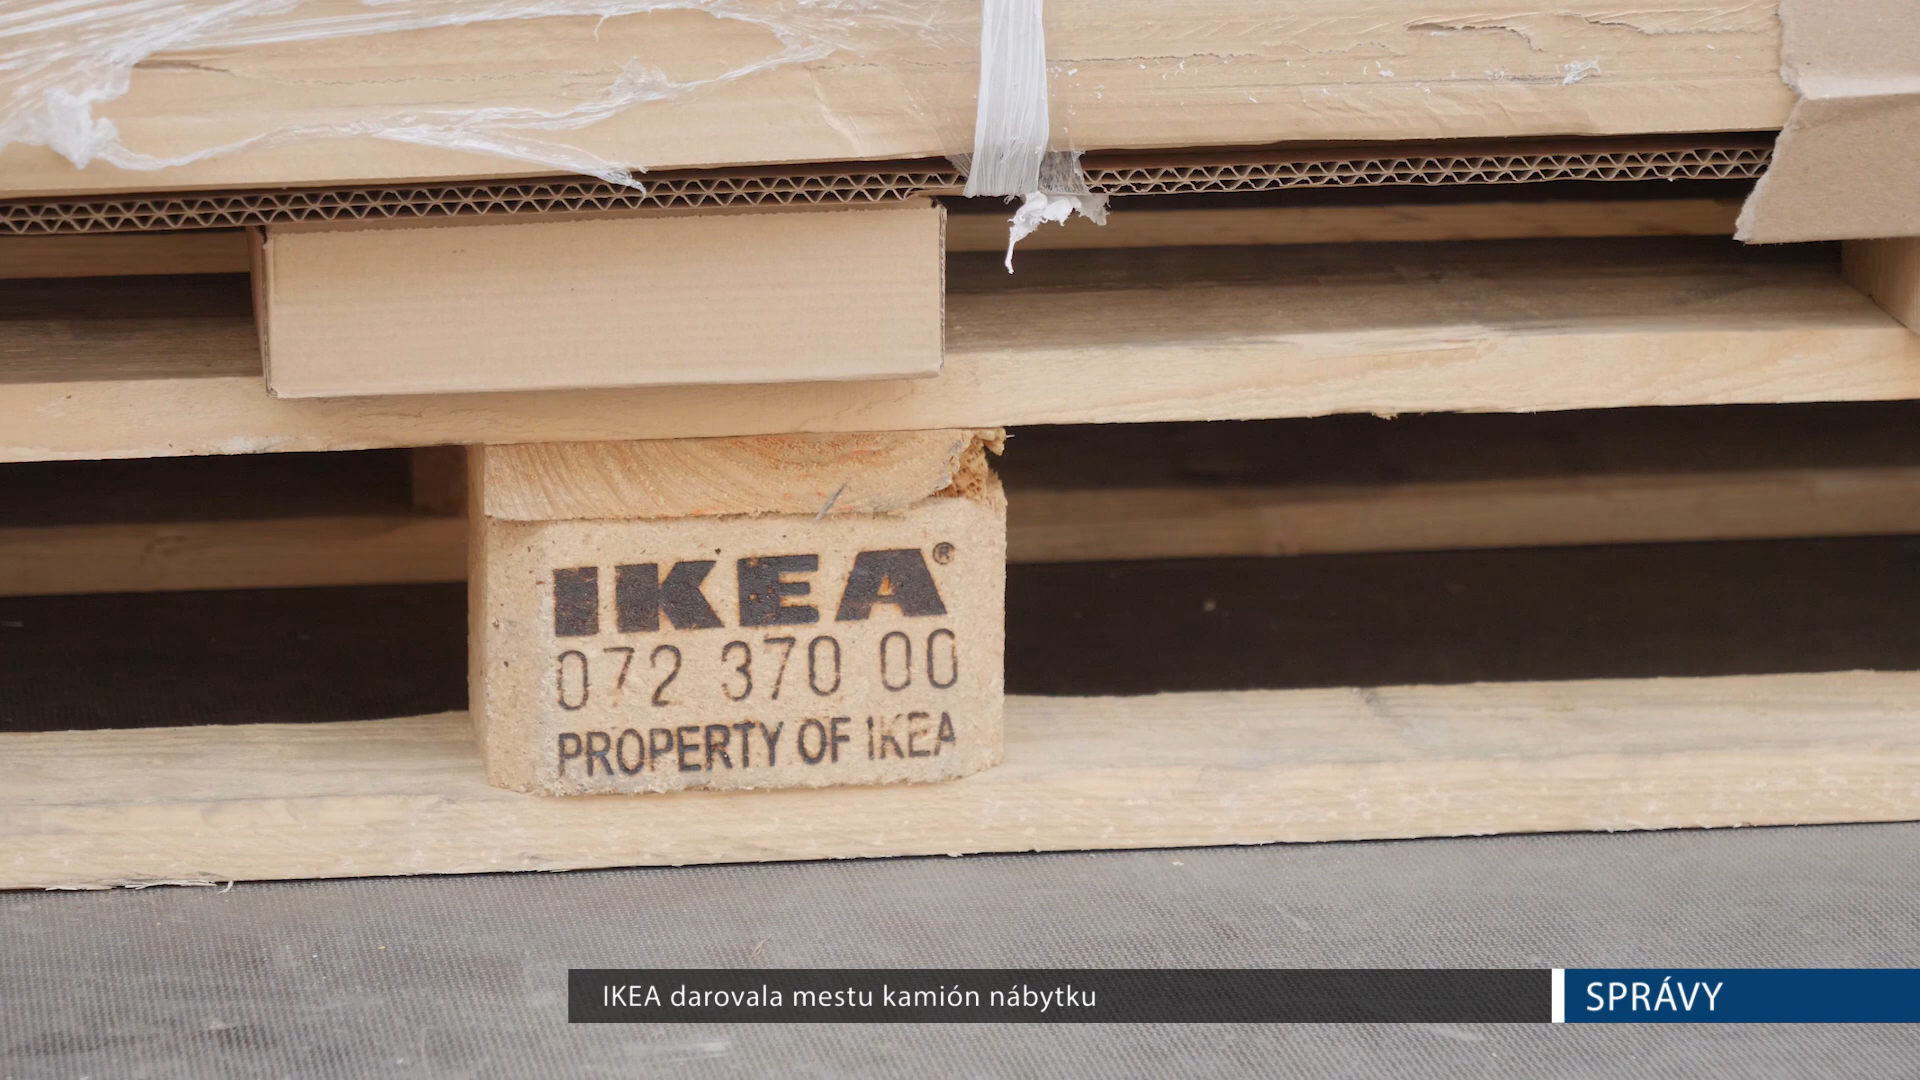 IKEA®
072 370 00
PROPERTY OF IKEA
IKEA darovala mestu kamión nábytku
SPRÁVY